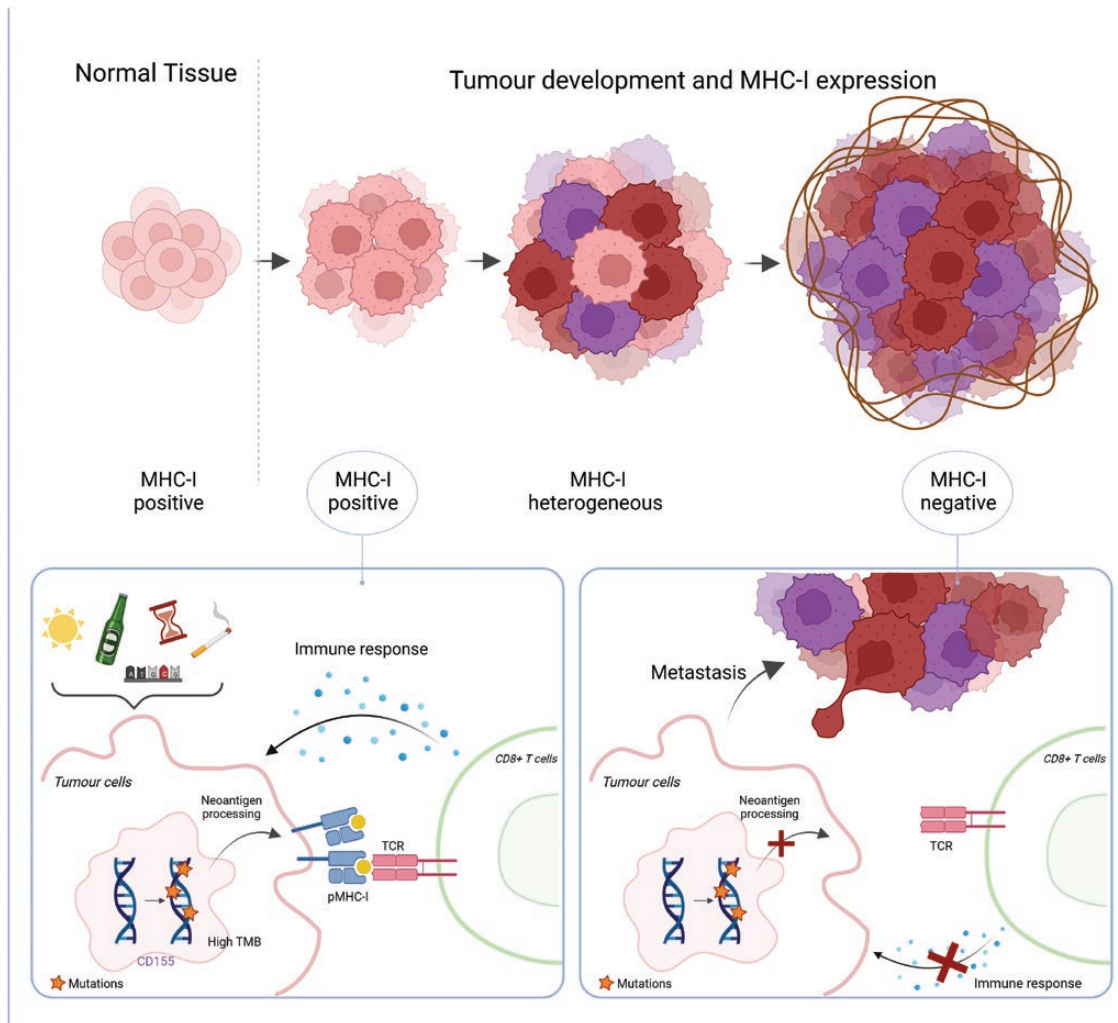 Normal Tissue
Tumour development and MHC-I expression
MHC-I
positive
MHC-I
positive
MHC-I
heterogeneous
MHC-I
negative
A T G C G
Immune response
Tumour cells
CD8+ T cells
Neoantigen
processing
TCR
pMHC-I
High TMB
CD155
Mutations
Metastasis
Tumour cells
CD8+ T cells
Neoantigen
processing
TCR
Mutations
Immune response